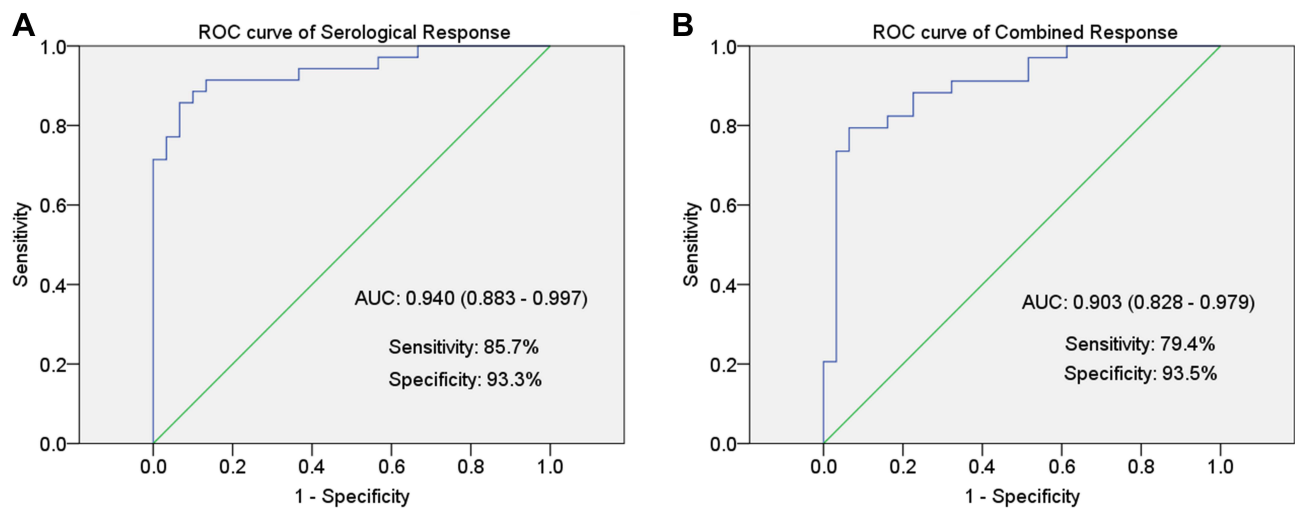 A
ROC curve of Serological Response
1.0
0.8
0.6
0.4
0.2
0.0
Sensitivity
AUC: 0.940 (0.883 - 0.997)
Sensitivity: 85.7%
Specificity: 93.3%
0.0 0.2 0.4 0.6 0.8 1.0
1 - Specificity
B
ROC curve of Combined Response
1.0
0.8
0.6
0.4
0.2
0.0
Sensitivity
AUC: 0.903 (0.828 - 0.979)
Sensitivity: 79.4%
Specificity: 93.5%
0.0 0.2 0.4 0.6 0.8 1.0
1 - Specificity